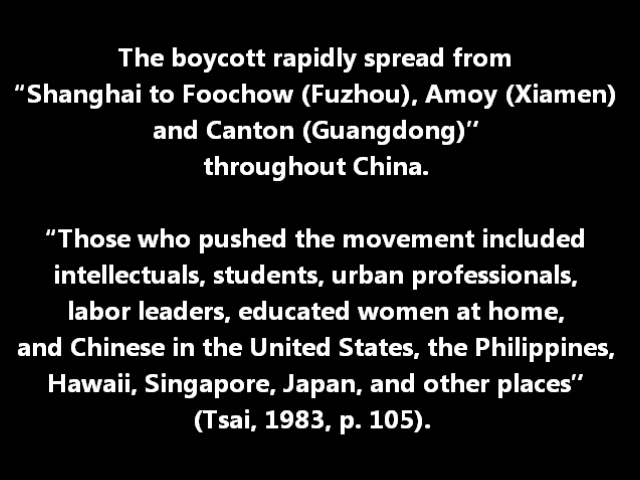 The boycott rapidly spread from
“Shanghai to Foochow (Fuzhou), Amoy (Xiamen)
and Canton (Guangdong)”
throughout China.
“Those who pushed the movement included
intellectuals, students, urban professionals,
labor leaders, educated women at home,
and Chinese in the United States, the Philippines,
Hawaii, Singapore, Japan, and other places”
(Tsai, 1983, p. 105).